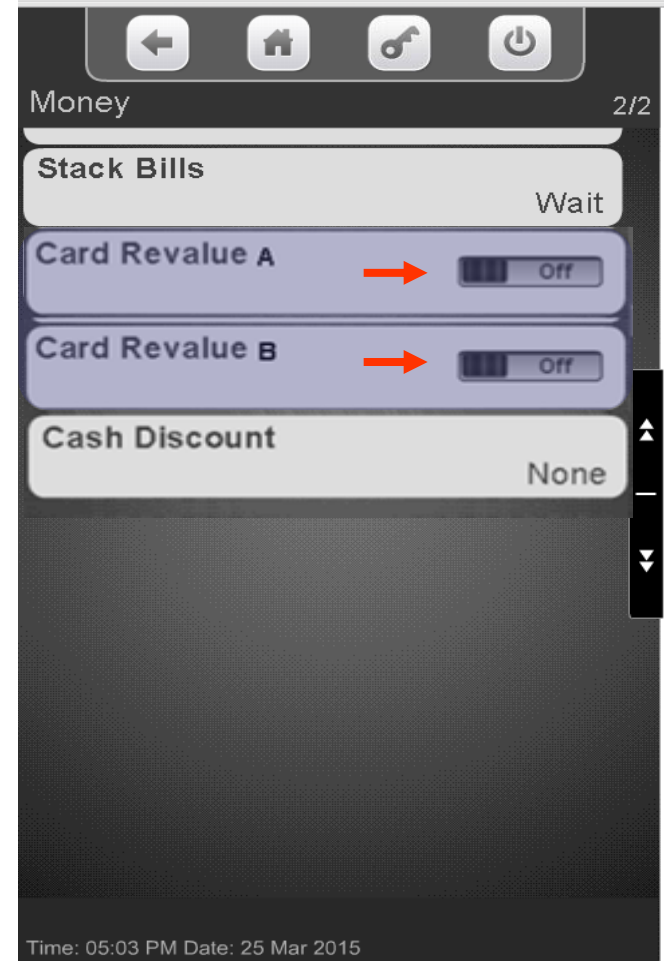 Money
2/2
Stack Bills
Wait
Card Revalue A
Off
Card Revalue B
Off
Cash Discount
None
Time: 05:03 PM Date: 25 Mar 2015